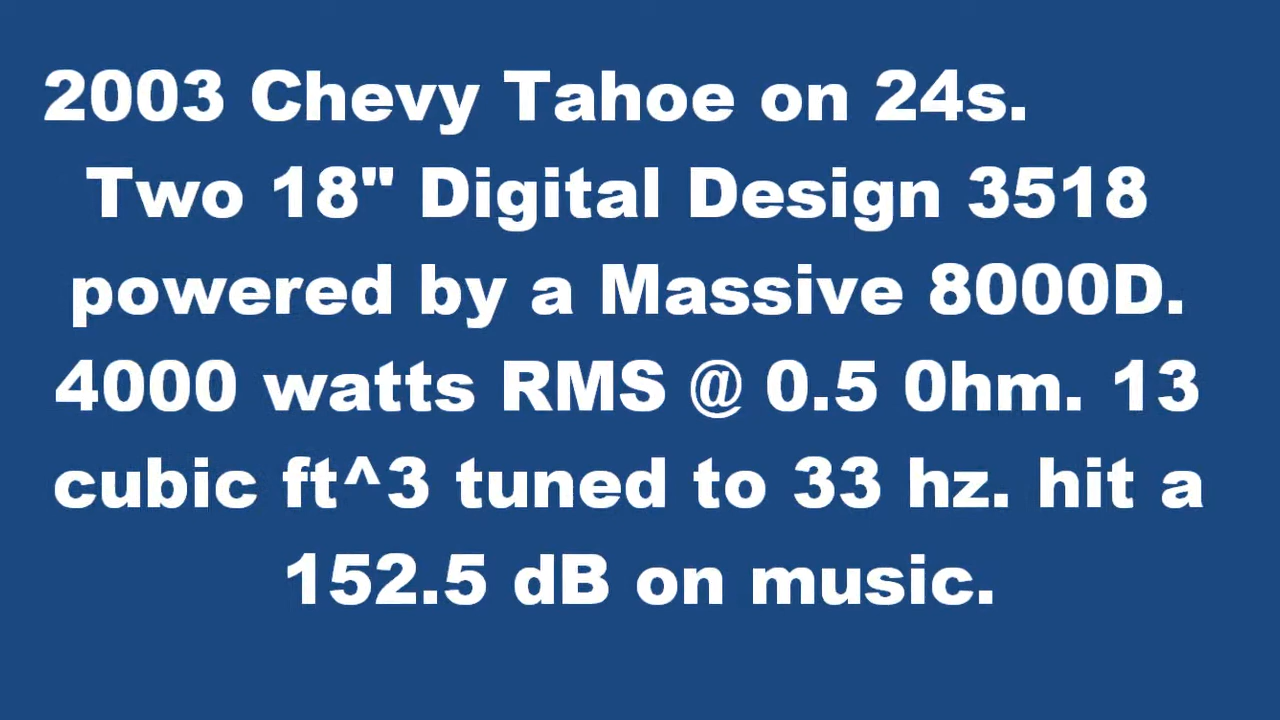 2003 Chevy Tahoe on 24s.
Two 18" Digital Design 3518
powered by a Massive 8000D.
4000 watts RMS @ 0.5 0hm. 13
cubic ft^3 tuned to 33 hz. hit a
152.5 dB on music.